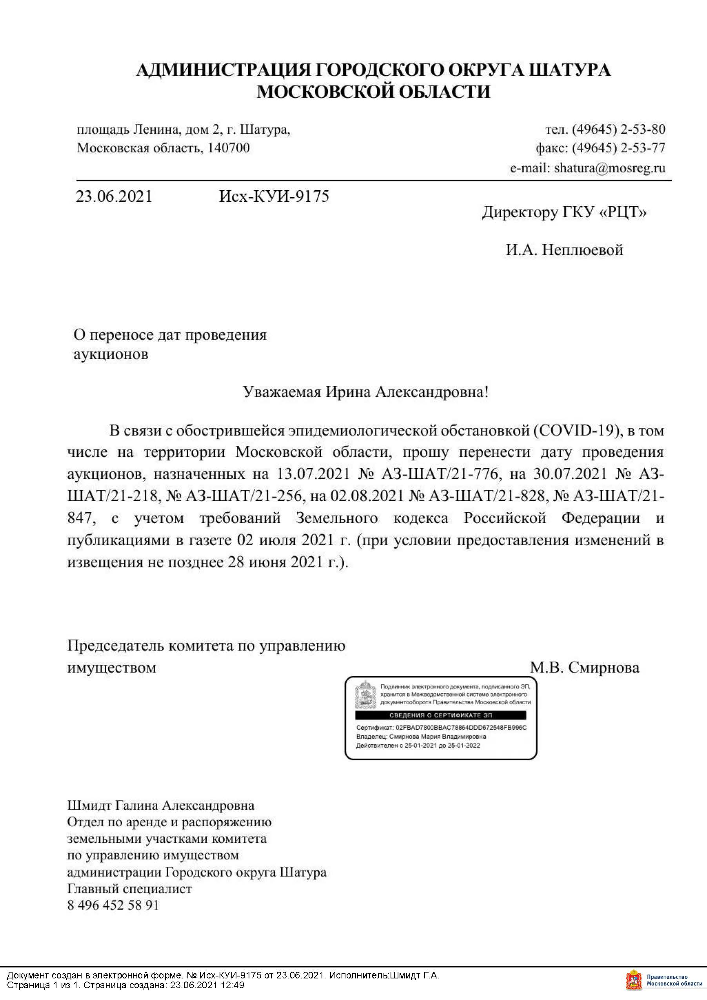 АДМИНИСТРАЦИЯ ГОРОДСКОГО ОКРУГА ШАТУРА
МОСКОВСКОЙ ОБЛАСТИ
площадь Ленина, дом 2, г. Шатура,
Московская область, 140700
тел. (49645) 2-53-80
факс: (49645) 2-53-77
e-mail: shatura@mosreg.ru
23.06.2021 Исх-КУИ-9175
Директору ГКУ «РЦТ»
И.А. Неплюевой
О переносе дат проведения
аукционов
Уважаемая Ирина Александровна!
В связи с обострившейся эпидемиологической обстановкой (COVID-19), в том
числе на территории Московской области, прошу перенести дату проведения
аукционов, назначенных на 13.07.2021 № АЗ-ШАТ/21-776, на 30.07.2021 № АЗ-
ШАТ/21-218, № АЗ-ШАТ/21-256, на 02.08.2021 № АЗ-ШАТ/21-828, № АЗ-ШАТ/21-
847, с учетом требований Земельного кодекса Российской Федерации и
публикациями в газете 02 июля 2021 г. (при условии предоставления изменений в
извещения не позднее 28 июня 2021 г.).
Председатель комитета по управлению
имуществом М.В. Смирнова
Подлинник электронного документа, подписанного ЭП,
хранится в Межведомственной системе электронного
документооборота Правительства Московской области
СВЕДЕНИЯ О СЕРТИФИКАТЕ ЭП
Сертификат: 02FBAD7800BBAC78864DDD672548FB996C
Владелец: Смирнова Мария Владимировна
Действителен с 25-01-2021 до 25-01-2022
Шмидт Галина Александровна
Отдел по аренде и распоряжению
земельными участками комитета
по управлению имуществом
администрации Городского округа Шатура
Главный специалист
8 496 452 58 91
Документ создан в электронной форме. № Исх-КУИ-9175 от 23.06.2021. Исполнитель:Шмидт Г.А.
Страница 1 из 1. Страница создана: 23.06.2021 12:49
Правительство
Московской области